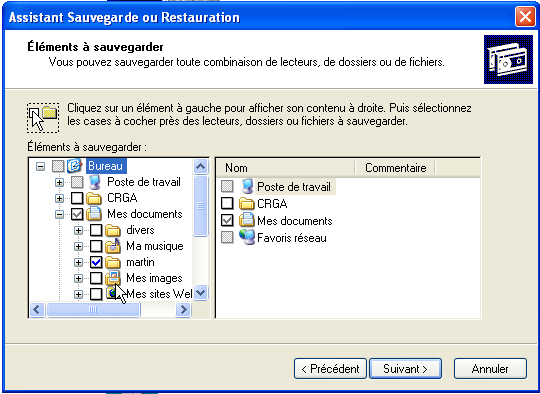 Assistant Sauvegarde ou Restauration
Éléments à sauvegarder
Vous pouvez sauvegarder toute combinaison de lecteurs, de dossiers ou de fichiers.
Cliquez sur un élément à gauche pour afficher son contenu à droite. Puis sélectionnez
les cases à cocher près des lecteurs, dossiers ou fichiers à sauvegarder.
Éléments à sauvegarder :
Bureau
Poste de travail
CRGA
Mes documents
divers
Ma musique
martin
Mes images
Mes sites Wel
Nom Commentaire
Poste de travail
CRGA
Mes documents
Favoris réseau
< Précédent Suivant > Annuler